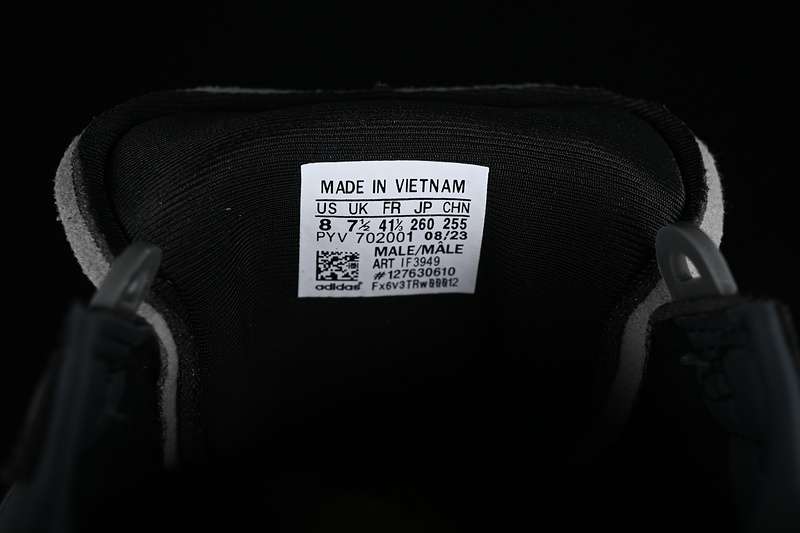 MADE IN VIETNAM
US UK FR JP CHN
8 7½ 41⅓ 260 255
PYV 702001 08/23
MALE/MÂLE
ART IF3949
#127630610
adidas Fx6v3TRw00012